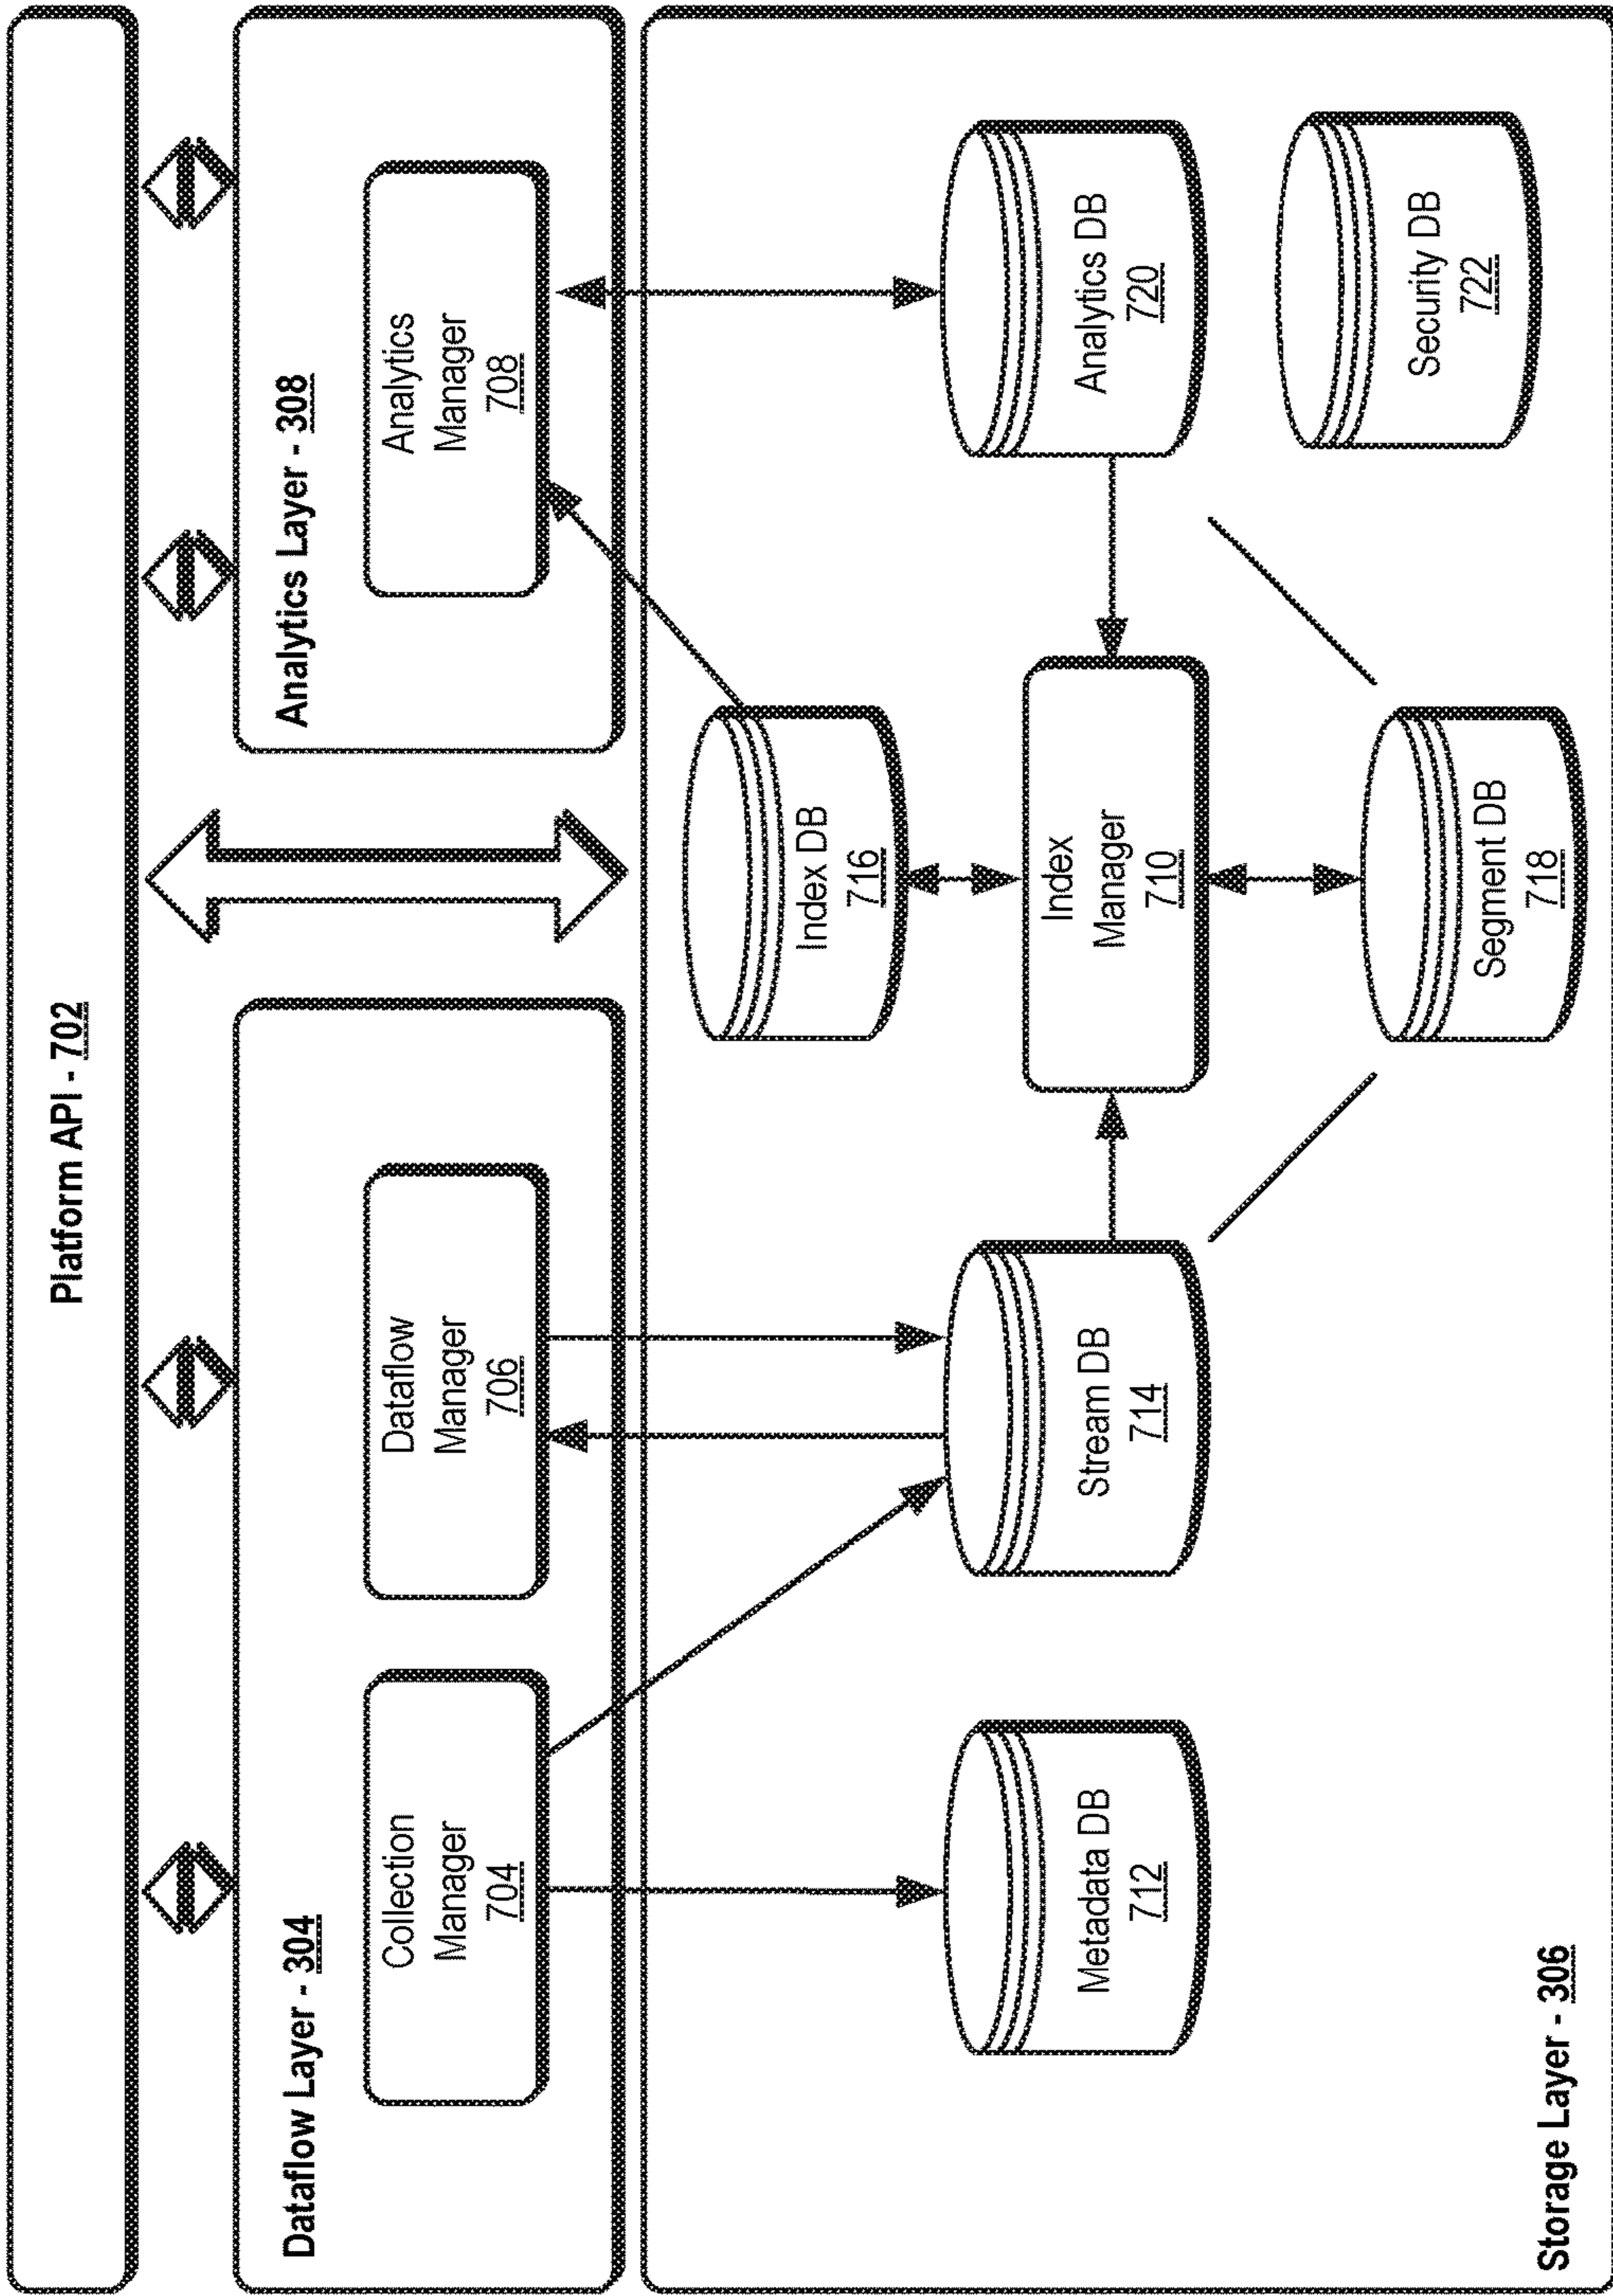 Platform API - 702
Dataflow Layer - 304
Analytics Layer - 308
Collection
Manager
704
Dataflow
Manager
706
Analytics
Manager
708
Index DB
716
Metadata DB
712
Stream DB
714
Index
Manager
710
Analytics DB
720
Segment DB
718
Security DB
722
Storage Layer - 306